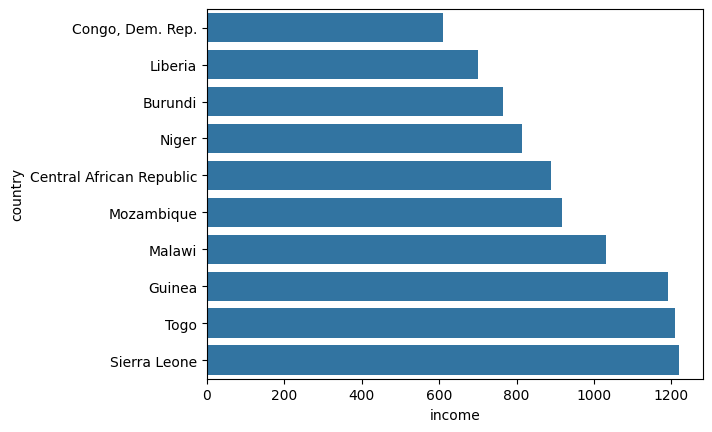 Congo, Dem. Rep.
Liberia
Burundi
Niger
Central African Republic
Mozambique
Malawi
Guinea
Togo
Sierra Leone
country
0 200 400 600 800 1000 1200
income